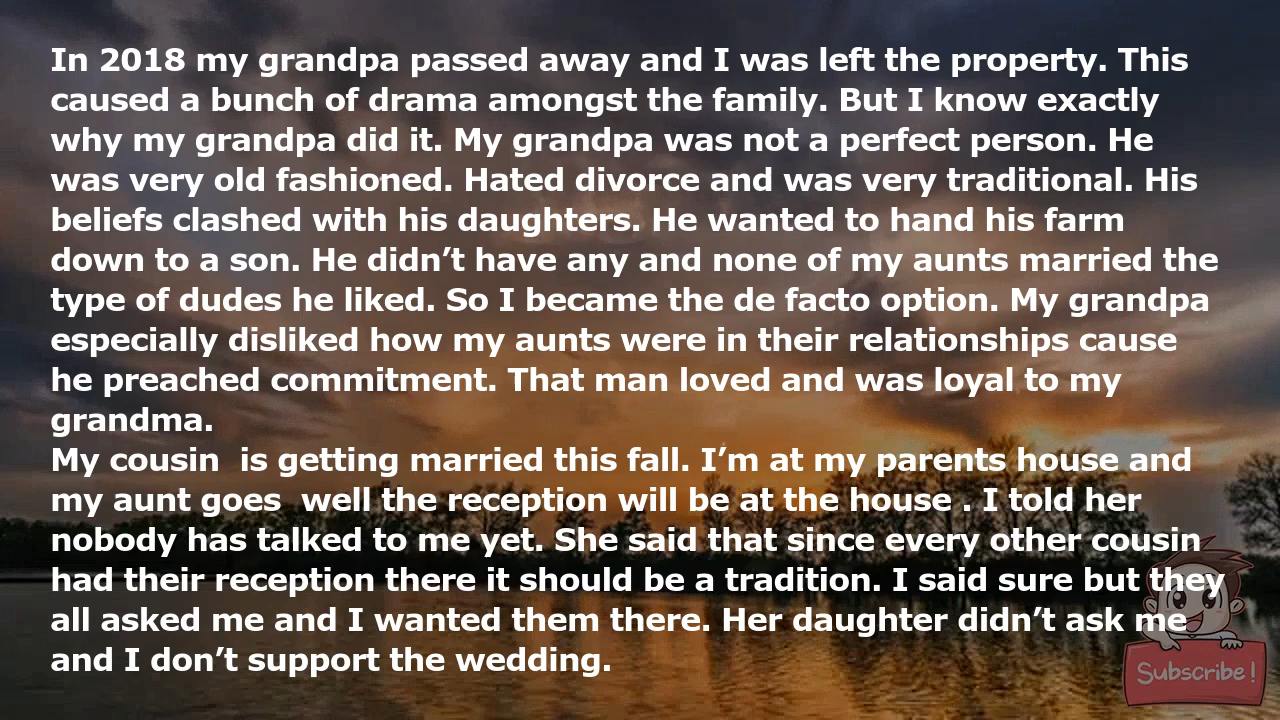 In 2018 my grandpa passed away and I was left the property. This
caused a bunch of drama amongst the family. But I know exactly
why my grandpa did it. My grandpa was not a perfect person. He
was very old fashioned. Hated divorce and was very traditional. His
beliefs clashed with his daughters. He wanted to hand his farm
down to a son. He didn’t have any and none of my aunts married the
type of dudes he liked. So I became the de facto option. My grandpa
especially disliked how my aunts were in their relationships cause
he preached commitment. That man loved and was loyal to my
grandma.
My cousin  is getting married this fall. I’m at my parents house and
my aunt goes  well the reception will be at the house . I told her
nobody has talked to me yet. She said that since every other cousin
had their reception there it should be a tradition. I said sure but they
all asked me and I wanted them there. Her daughter didn’t ask me
and I don’t support the wedding.
Subscribe!